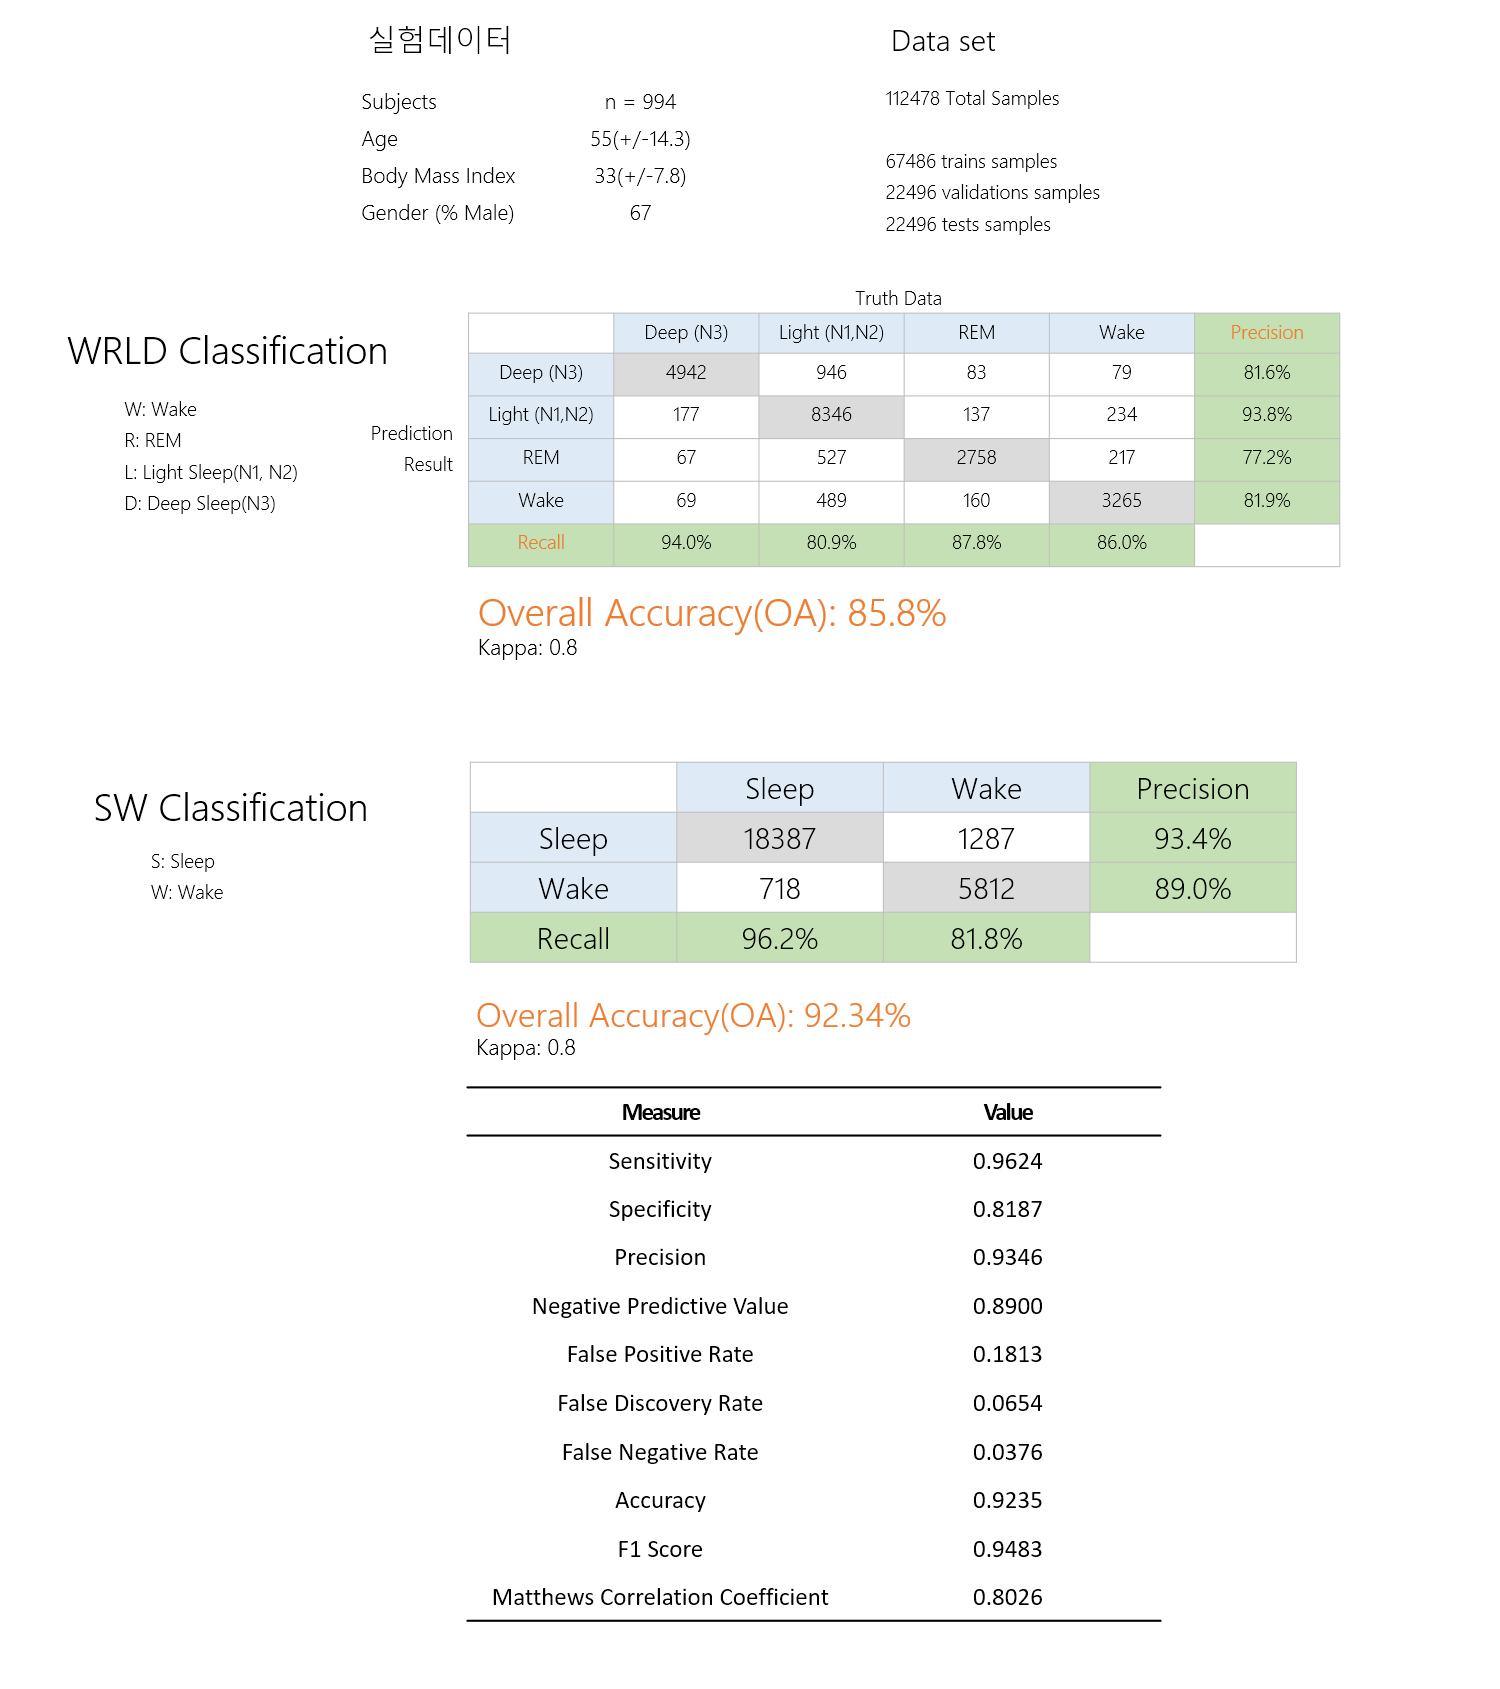 실험데이터
Subjects n = 994
Age 55(+/-14.3)
Body Mass Index 33(+/-7.8)
Gender (% Male) 67
Data set
112478 Total Samples
67486 trains samples
22496 validations samples
22496 tests samples
WRLD Classification
W: Wake
R: REM
L: Light Sleep(N1, N2)
D: Deep Sleep(N3)
Truth Data
Prediction
Result
Deep (N3) Light (N1,N2) REM Wake Precision
Deep (N3) 4942 946 83 79 81.6%
Light (N1,N2) 177 8346 137 234 93.8%
REM 67 527 2758 217 77.2%
Wake 69 489 160 3265 81.9%
Recall 94.0% 80.9% 87.8% 86.0%
Overall Accuracy(OA): 85.8%
Kappa: 0.8
SW Classification
S: Sleep
W: Wake
Sleep Wake Precision
Sleep 18387 1287 93.4%
Wake 718 5812 89.0%
Recall 96.2% 81.8%
Overall Accuracy(OA): 92.34%
Kappa: 0.8
Measure Value
Sensitivity 0.9624
Specificity 0.8187
Precision 0.9346
Negative Predictive Value 0.8900
False Positive Rate 0.1813
False Discovery Rate 0.0654
False Negative Rate 0.0376
Accuracy 0.9235
F1 Score 0.9483
Matthews Correlation Coefficient 0.8026